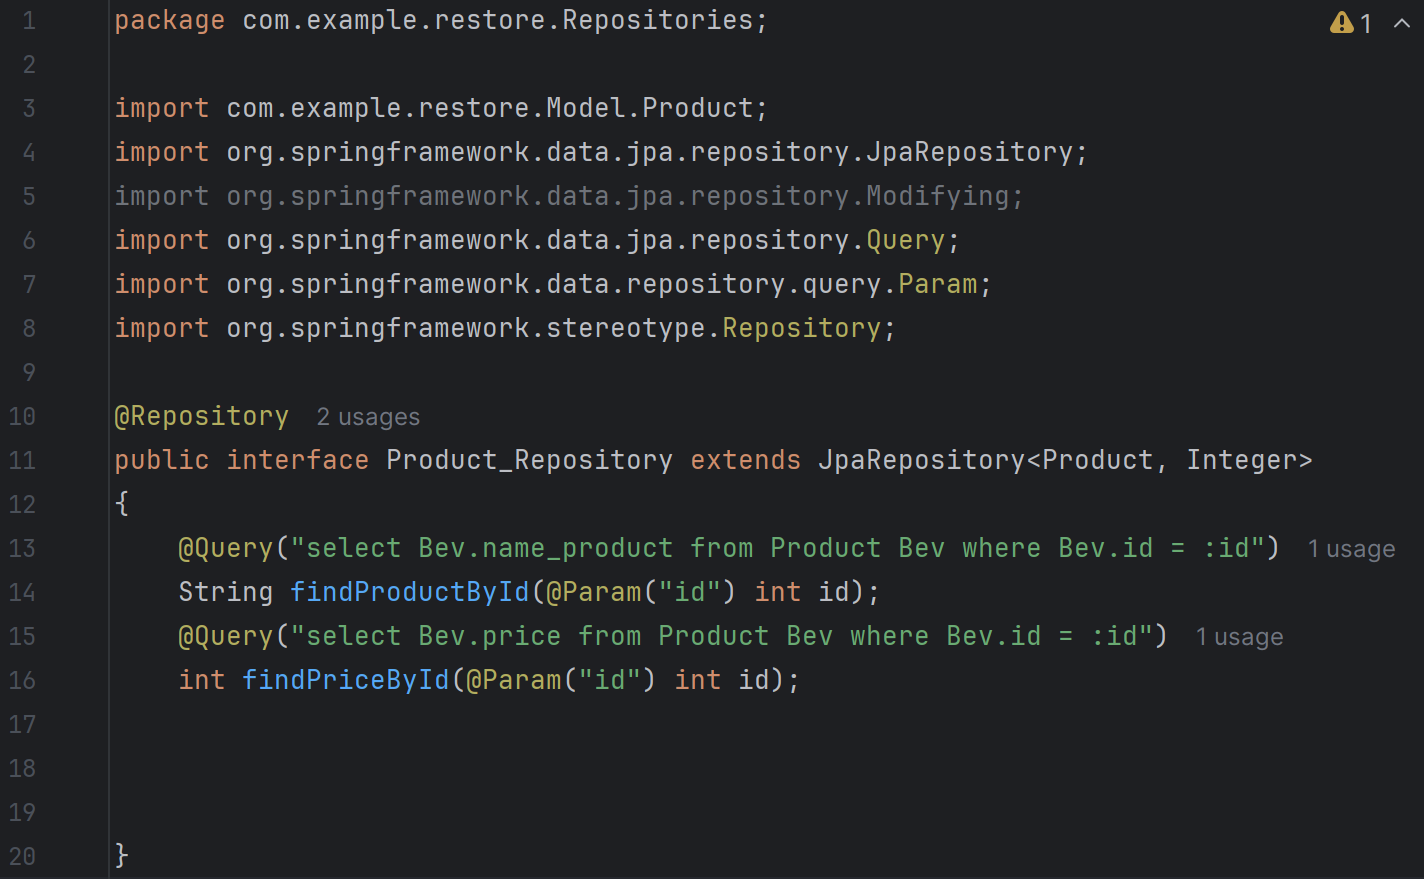 1 package com.example.restore.Repositories; 1
2
3 import com.example.restore.Model.Product;
4 import org.springframework.data.jpa.repository.JpaRepository;
5 import org.springframework.data.jpa.repository.Modifying;
6 import org.springframework.data.jpa.repository.Query;
7 import org.springframework.data.repository.query.Param;
8 import org.springframework.stereotype.Repository;
9
10 @Repository 2 usages
11 public interface Product_Repository extends JpaRepository<Product, Integer>
12 {
13 @Query("select Bev.name_product from Product Bev where Bev.id = :id") 1 usage
14 String findProductById(@Param("id") int id);
15 @Query("select Bev.price from Product Bev where Bev.id = :id") 1 usage
16 int findPriceById(@Param("id") int id);
17
18
19
20 }